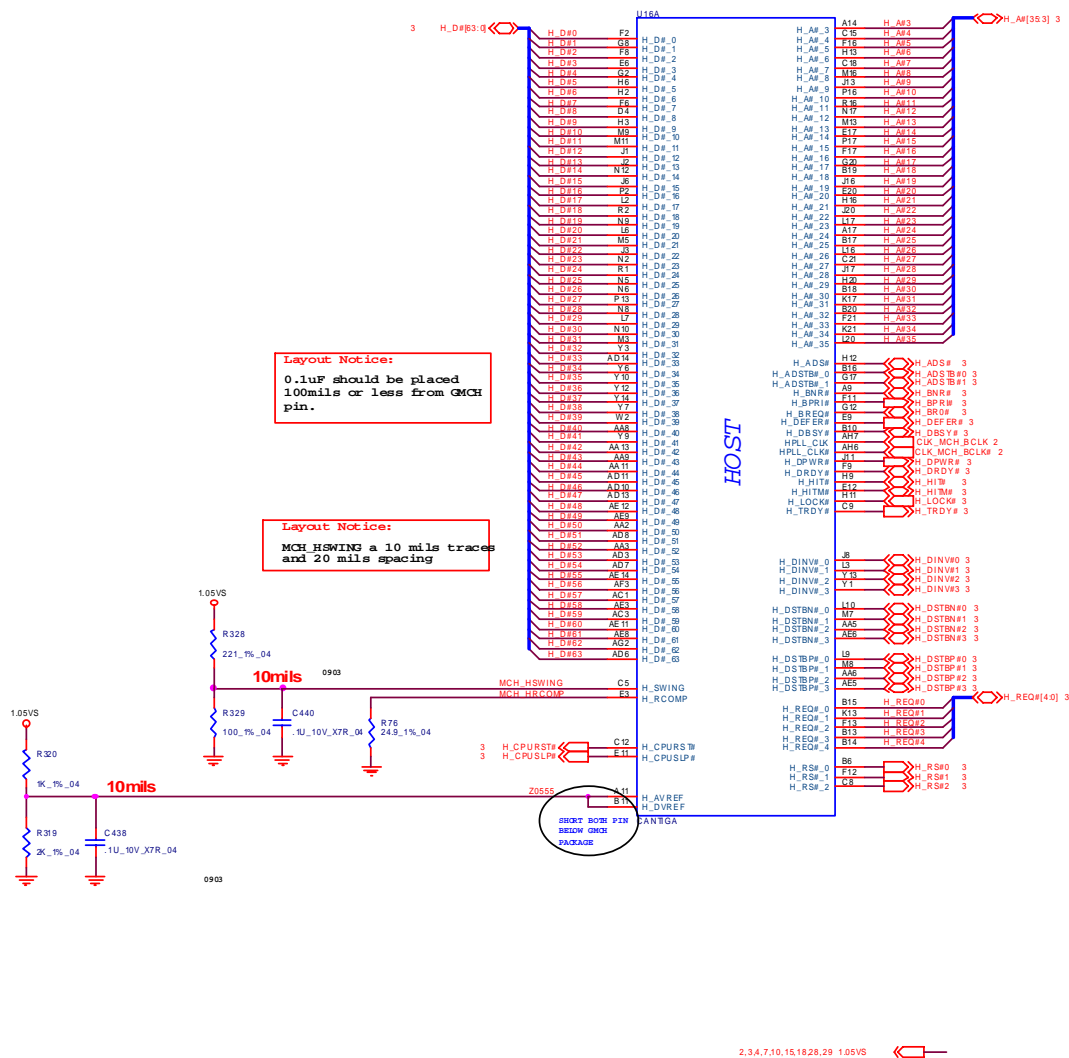 U16A
3 H_D#[63:0]
H_A#[35:3] 3
H_D#0 F2 H_D#_0
H_D#1 G8 H_D#_1
H_D#2 F8 H_D#_2
H_D#3 E6 H_D#_3
H_D#4 G2 H_D#_4
H_D#5 H6 H_D#_5
H_D#6 H2 H_D#_6
H_D#7 F6 H_D#_7
H_D#8 D4 H_D#_8
H_D#9 H3 H_D#_9
H_D#10 M9 H_D#_10
H_D#11 M11 H_D#_11
H_D#12 J1 H_D#_12
H_D#13 J2 H_D#_13
H_D#14 N12 H_D#_14
H_D#15 J6 H_D#_15
H_D#16 P2 H_D#_16
H_D#17 L2 H_D#_17
H_D#18 R2 H_D#_18
H_D#19 N9 H_D#_19
H_D#20 L6 H_D#_20
H_D#21 M5 H_D#_21
H_D#22 J3 H_D#_22
H_D#23 N2 H_D#_23
H_D#24 R1 H_D#_24
H_D#25 N5 H_D#_25
H_D#26 N6 H_D#_26
H_D#27 P13 H_D#_27
H_D#28 N8 H_D#_28
H_D#29 L7 H_D#_29
H_D#30 N10 H_D#_30
H_D#31 M3 H_D#_31
H_D#32 Y3 H_D#_32
H_D#33 AD14 H_D#_33
H_D#34 Y6 H_D#_34
H_D#35 Y10 H_D#_35
H_D#36 Y12 H_D#_36
H_D#37 Y14 H_D#_37
H_D#38 Y7 H_D#_38
H_D#39 W2 H_D#_39
H_D#40 AA8 H_D#_40
H_D#41 Y9 H_D#_41
H_D#42 AA13 H_D#_42
H_D#43 AA9 H_D#_43
H_D#44 AA11 H_D#_44
H_D#45 AD11 H_D#_45
H_D#46 AD10 H_D#_46
H_D#47 AD13 H_D#_47
H_D#48 AE12 H_D#_48
H_D#49 AE9 H_D#_49
H_D#50 AA2 H_D#_50
H_D#51 AD8 H_D#_51
H_D#52 AA3 H_D#_52
H_D#53 AD3 H_D#_53
H_D#54 AD7 H_D#_54
H_D#55 AE14 H_D#_55
H_D#56 AF3 H_D#_56
H_D#57 AC1 H_D#_57
H_D#58 AE3 H_D#_58
H_D#59 AC3 H_D#_59
H_D#60 AE11 H_D#_60
H_D#61 AE8 H_D#_61
H_D#62 AG2 H_D#_62
H_D#63 AD6 H_D#_63
MCH_HSWING C5 H_SWING
MCH_HRCOMP E3 H_RCOMP
3 H_CPURST# C12 H_CPURST#
3 H_CPUSLP# E11 H_CPUSLP#
Z0555 A11 H_AVREF
B11 H_DVREF
CANTIGA
HOST
H_A#_3 A14 H_A#3
H_A#_4 C15 H_A#4
H_A#_5 F16 H_A#5
H_A#_6 H13 H_A#6
H_A#_7 C18 H_A#7
H_A#_8 M16 H_A#8
H_A#_9 J13 H_A#9
H_A#_10 P16 H_A#10
H_A#_11 R16 H_A#11
H_A#_12 N17 H_A#12
H_A#_13 M13 H_A#13
H_A#_14 E17 H_A#14
H_A#_15 P17 H_A#15
H_A#_16 F17 H_A#16
H_A#_17 G20 H_A#17
H_A#_18 B19 H_A#18
H_A#_19 J16 H_A#19
H_A#_20 E20 H_A#20
H_A#_21 H16 H_A#21
H_A#_22 J20 H_A#22
H_A#_23 L17 H_A#23
H_A#_24 A17 H_A#24
H_A#_25 B17 H_A#25
H_A#_26 L16 H_A#26
H_A#_27 C21 H_A#27
H_A#_28 J17 H_A#28
H_A#_29 H20 H_A#29
H_A#_30 B18 H_A#30
H_A#_31 K17 H_A#31
H_A#_32 B20 H_A#32
H_A#_33 F21 H_A#33
H_A#_34 K21 H_A#34
H_A#_35 L20 H_A#35
H_ADS# H12 H_ADS# 3
H_ADSTB#_0 B16 H_ADSTB#0 3
H_ADSTB#_1 G17 H_ADSTB#1 3
H_BNR# A9 H_BNR# 3
H_BPRI# F11 H_BPRI# 3
H_BREQ# G12 H_BR0# 3
H_DEFER# E9 H_DEFER# 3
H_DBSY# B10 H_DBSY# 3
HPLL_CLK AH7 CLK_MCH_BCLK 2
HPLL_CLK# AH6 CLK_MCH_BCLK# 2
H_DPWR# J11 H_DPWR# 3
H_DRDY# F9 H_DRDY# 3
H_HIT# H9 H_HIT# 3
H_HITM# E12 H_HITM# 3
H_LOCK# H11 H_LOCK# 3
H_TRDY# C9 H_TRDY# 3
H_DINV#_0 J8 H_DINV#0 3
H_DINV#_1 L3 H_DINV#1 3
H_DINV#_2 Y13 H_DINV#2 3
H_DINV#_3 Y1 H_DINV#3 3
H_DSTBN#_0 L10 H_DSTBN#0 3
H_DSTBN#_1 M7 H_DSTBN#1 3
H_DSTBN#_2 AA5 H_DSTBN#2 3
H_DSTBN#_3 AE6 H_DSTBN#3 3
H_DSTBP#_0 L9 H_DSTBP#0 3
H_DSTBP#_1 M8 H_DSTBP#1 3
H_DSTBP#_2 AA6 H_DSTBP#2 3
H_DSTBP#_3 AE5 H_DSTBP#3 3
H_REQ#[4:0] 3
H_REQ#_0 B15 H_REQ#0
H_REQ#_1 K13 H_REQ#1
H_REQ#_2 F13 H_REQ#2
H_REQ#_3 B13 H_REQ#3
H_REQ#_4 B14 H_REQ#4
H_RS#_0 B6 H_RS#0 3
H_RS#_1 F12 H_RS#1 3
H_RS#_2 C8 H_RS#2 3
Layout Notice:
0.1uF should be placed
100mils or less from GMCH
pin.
Layout Notice:
MCH_HSWING a 10 mils traces
and 20 mils spacing
1.05VS
R328
221_1%_04
10mils
0903
R329
100_1%_04
C440
.1U_10V_X7R_04
R76
24.9_1%_04
1.05VS
R320
1K_1%_04
10mils
R319
2K_1%_04
C438
.1U_10V_X7R_04
0903
SHORT BOTH PIN
BELOW GMCH
PACKAGE
2,3,4,7,10,15,18,28,29 1.05VS